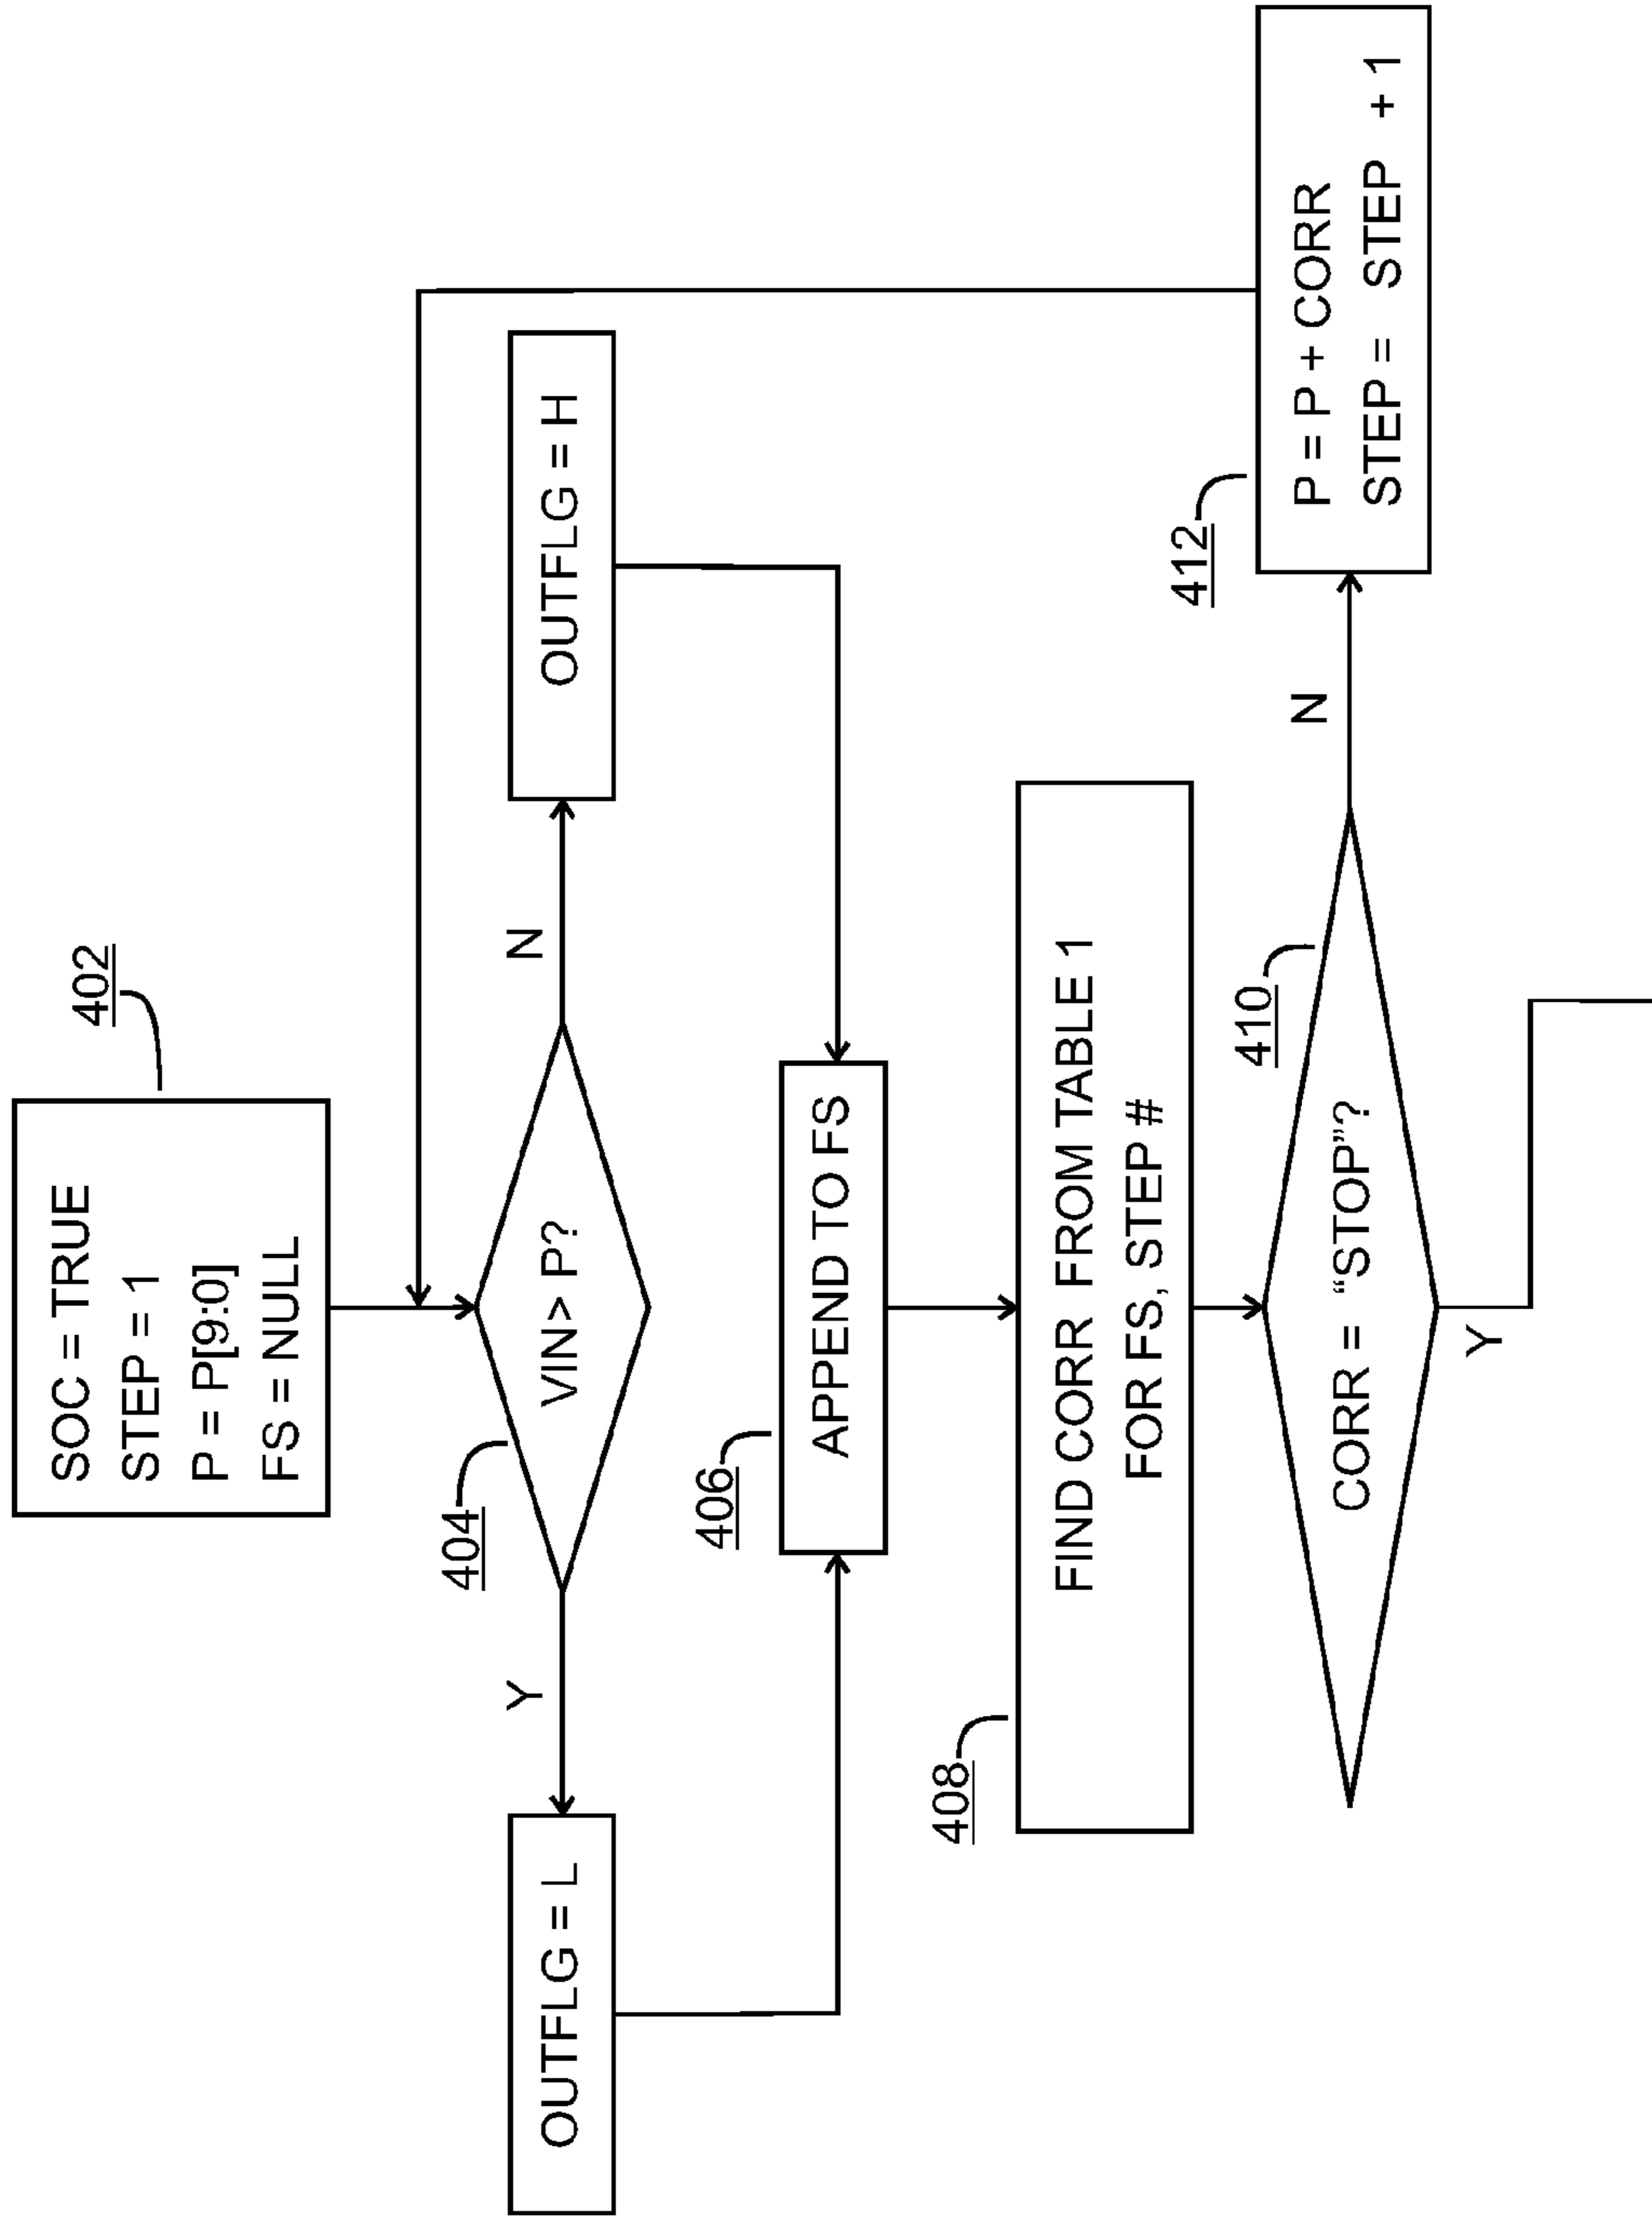 402
SOC = TRUE
STEP = 1
P = P[9:0]
FS = NULL
404
VIN > P?
Y
N
OUTFLG = L
OUTFLG = H
406
APPEND TO FS
408
FIND CORR FROM TABLE 1
FOR FS, STEP #
410
CORR = “STOP”?
N
Y
412
P = P + CORR
STEP = STEP + 1